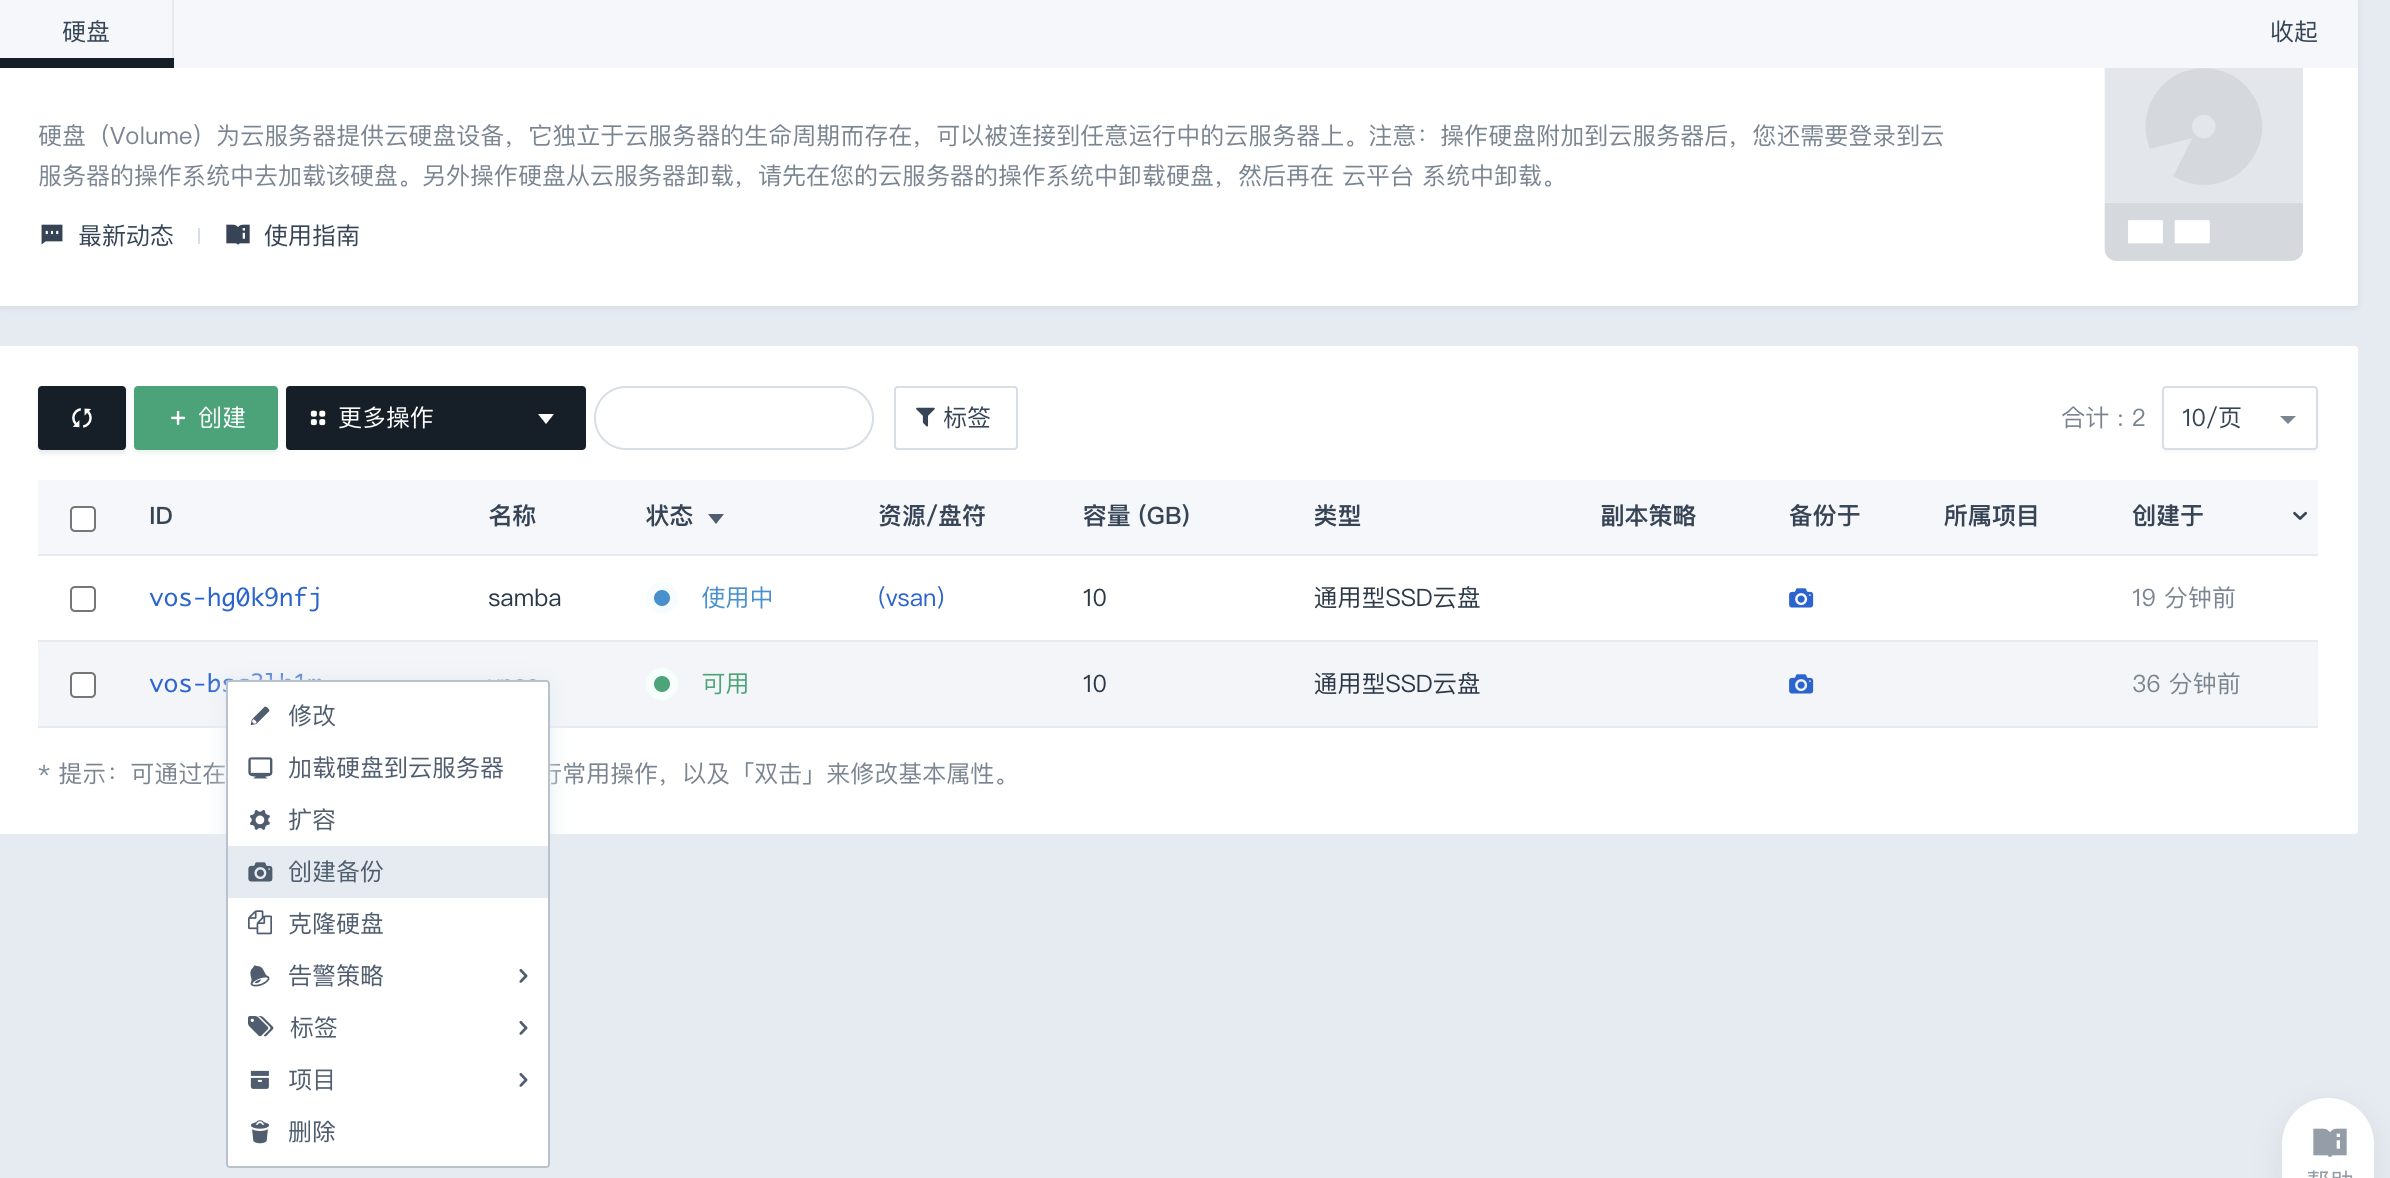 硬盘
收起
硬盘（Volume）为云服务器提供云硬盘设备，它独立于云服务器的生命周期而存在，可以被连接到任意运行中的云服务器上。注意：操作硬盘附加到云服务器后，您还需要登录到云
服务器的操作系统中去加载该硬盘。另外操作硬盘从云服务器卸载，请先在您的云服务器的操作系统中卸载硬盘，然后再在 云平台 系统中卸载。
最新动态 使用指南
+ 创建 更多操作 标签 合计：2 10/页
ID 名称 状态 资源/盘符 容量 (GB) 类型 副本策略 备份于 所属项目 创建于
vos-hg0k9nfj samba 使用中 (vsan) 10 通用型SSD云盘 19 分钟前
可用 10 通用型SSD云盘 36 分钟前
* 提示：可通过在
行常用操作，以及「双击」来修改基本属性。
修改
加载硬盘到云服务器
扩容
创建备份
克隆硬盘
告警策略
标签
项目
删除
帮助